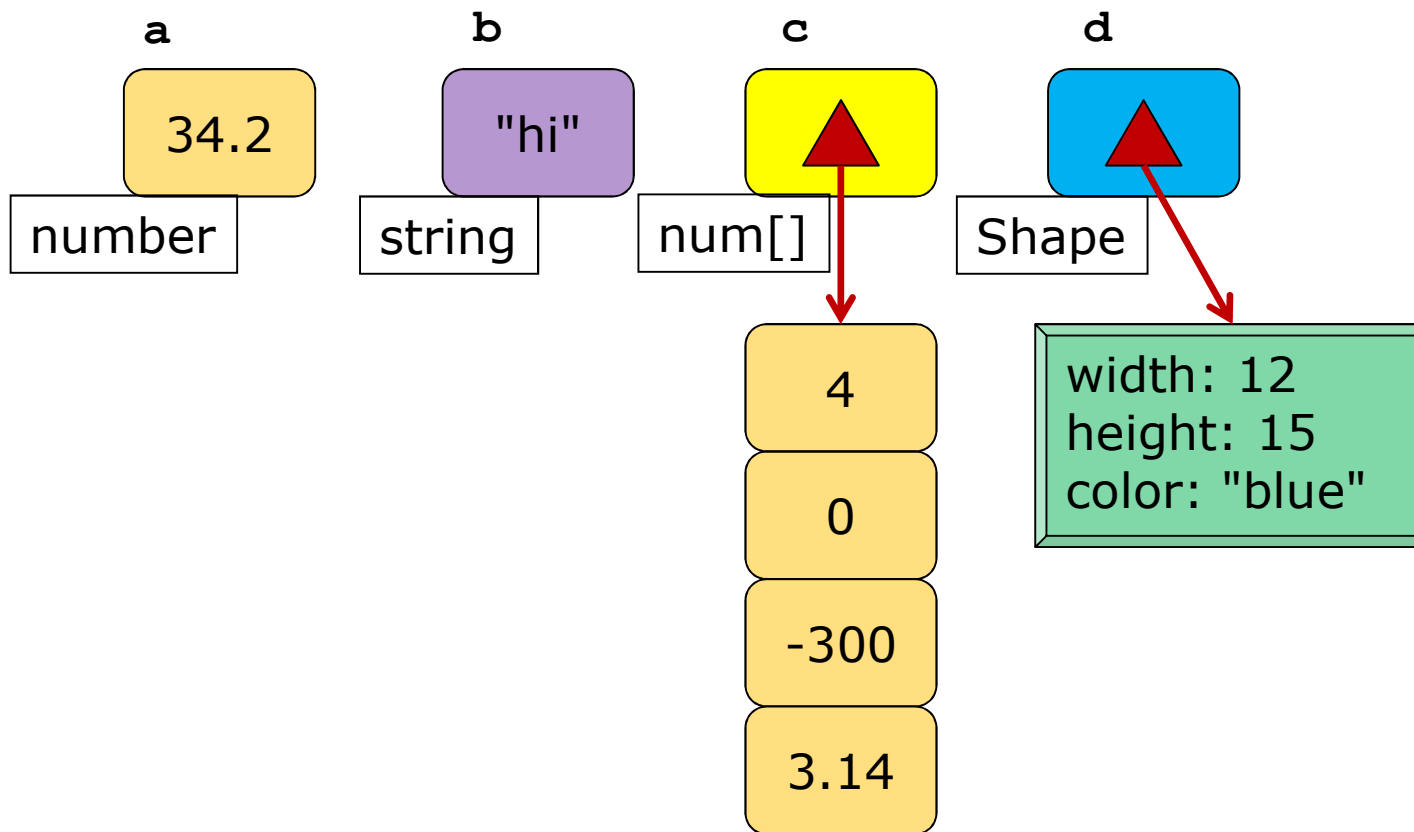 a b c d
34.2 "hi"
number string num[] Shape
4
0
-300
3.14
width: 12
height: 15
color: "blue"